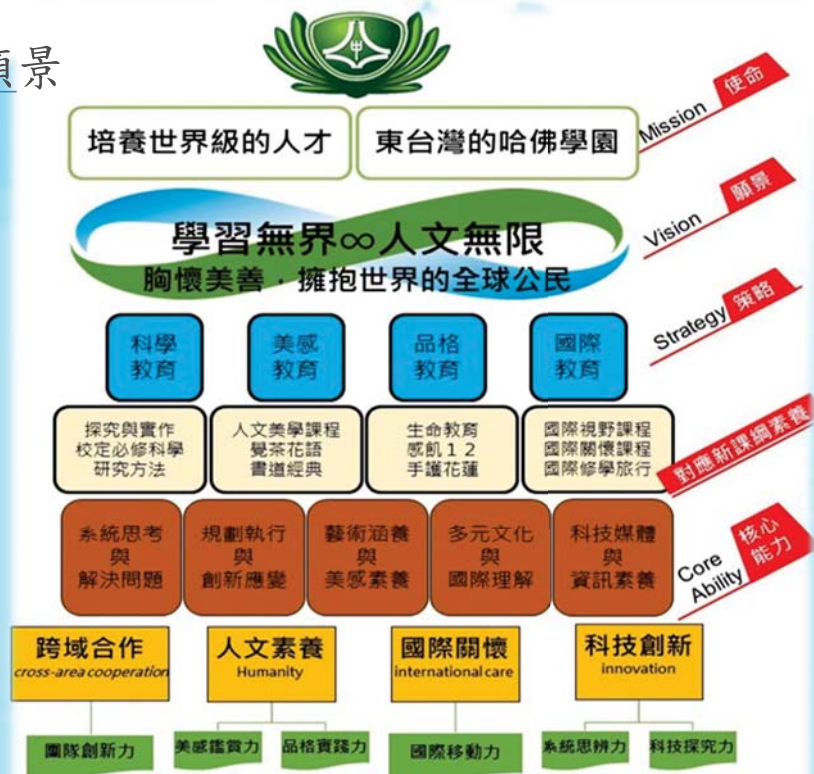 願景
培養世界級的人才
東台灣的哈佛學園
Mission 使命
學習無界∞人文無限
胸懷美善．擁抱世界的全球公民
Vision 願景
科學
教育
美感
教育
品格
教育
國際
教育
Strategy 策略
探究與實作
校定必修科學
研究方法
人文美學課程
覺茶花語
書道經典
生命教育
感飢１２
手護花蓮
國際視野課程
國際關懷課程
國際修學旅行
對應新課綱素養
系統思考
與
解決問題
規劃執行
與
創新應變
藝術涵養
與
美感素養
多元文化
與
國際理解
科技媒體
與
資訊素養
Core
Ability
核心
能力
跨域合作
cross-area cooperation
人文素養
Humanity
國際關懷
international care
科技創新
innovation
團隊創新力
美感鑑賞力
品格實踐力
國際移動力
系統思辨力
科技探究力